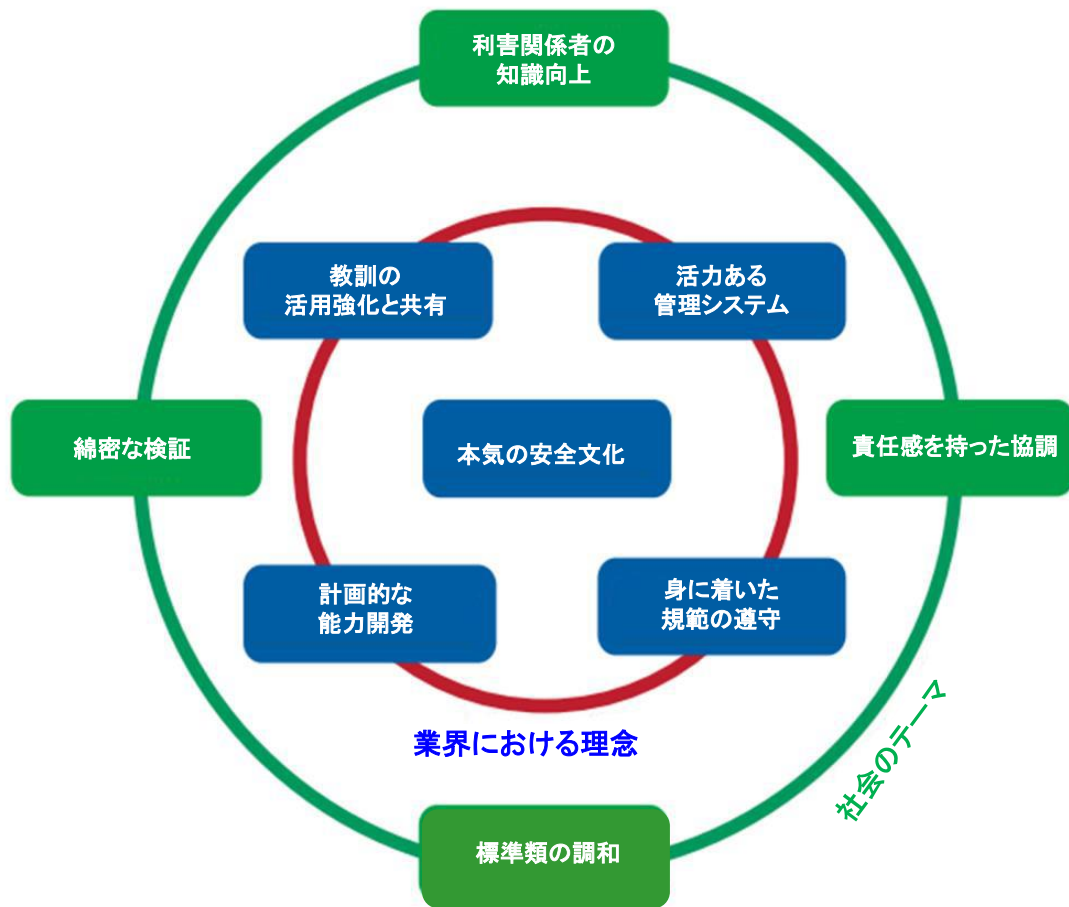 利害関係者の
知識向上
教訓の
活用強化と共有
活力ある
管理システム
綿密な検証
本気の安全文化
責任感を持った協調
計画的な
能力開発
身に着いた
規範の遵守
業界における理念
社会のテーマ
標準類の調和